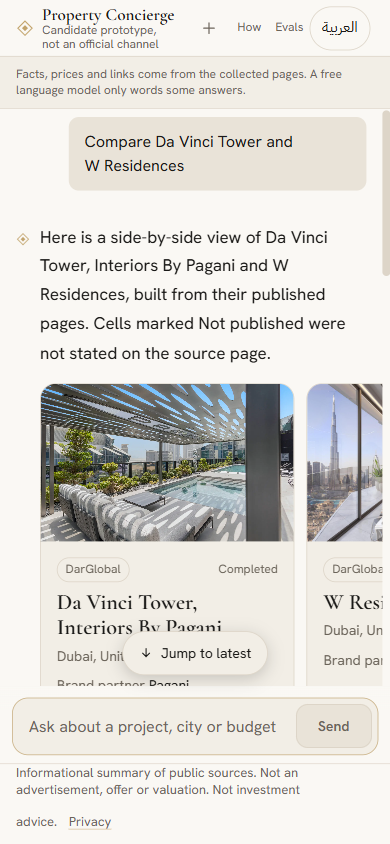 Property Concierge
Candidate prototype,
not an official channel
+
How
Evals
العربية
Facts, prices and links come from the collected pages. A free
language model only words some answers.
Compare Da Vinci Tower and
W Residences
Here is a side-by-side view of Da Vinci
Tower, Interiors By Pagani and W
Residences, built from their published
pages. Cells marked Not published were
not stated on the source page.
DarGlobal
Completed
Da Vinci Tower,
Interiors By Pagani
Dubai,
Brand partner Pagani
Dubai,
Brand
↓ Jump to latest
Ask about a project, city or budget
Send
Informational summary of public sources. Not an
advertisement, offer or valuation. Not investment
advice. Privacy